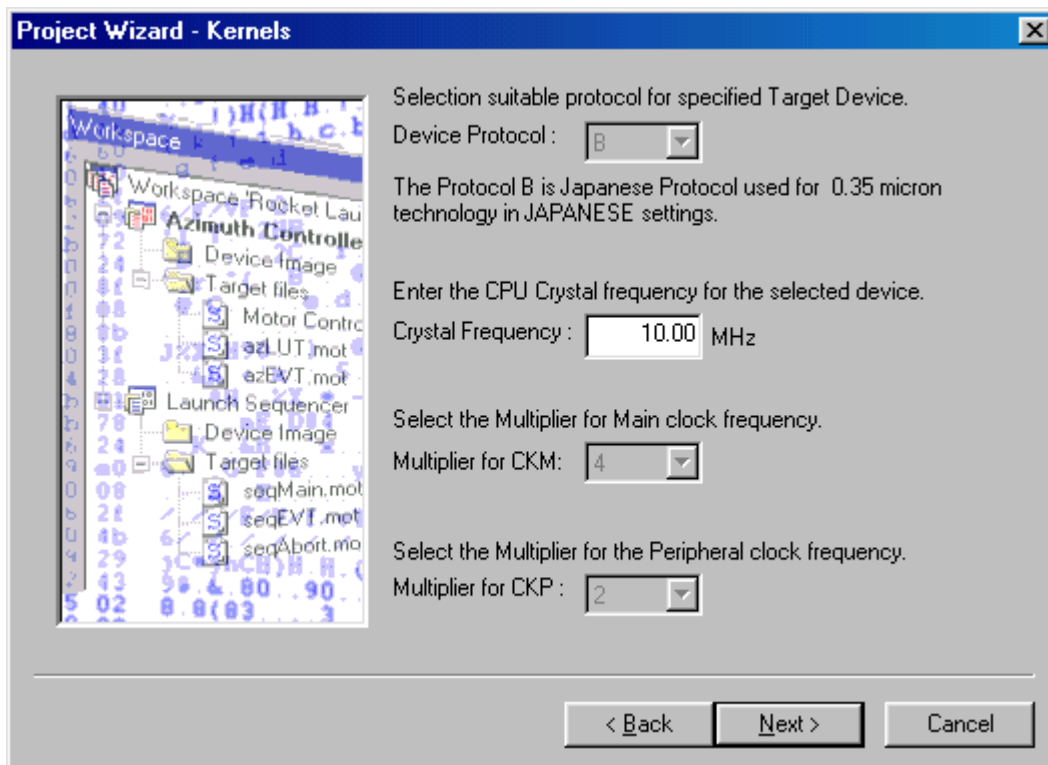 Project Wizard - Kernels
Workspace
Workspace 'Rocket Lau
Azimuth Controlle
Device Image
Target files
Motor Contro
azLUT.mot
azEVT.mot
Launch Sequencer
Device Image
Target files
seqMain.mot
seqEVT.mot
seqAbort.mo
Selection suitable protocol for specified Target Device.
Device Protocol : B
The Protocol B is Japanese Protocol used for 0.35 micron
technology in JAPANESE settings.
Enter the CPU Crystal frequency for the selected device.
Crystal Frequency : 10.00 MHz
Select the Multiplier for Main clock frequency.
Multiplier for CKM: 4
Select the Multiplier for the Peripheral clock frequency.
Multiplier for CKP : 2
< Back
Next >
Cancel